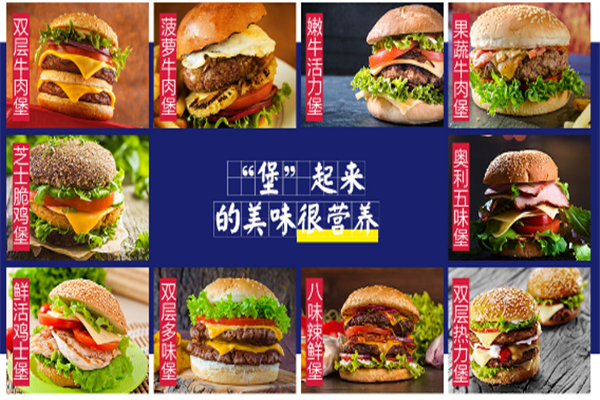 双层牛肉堡
菠萝牛肉堡
嫩牛活力堡
果蔬牛肉堡
芝士脆鸡堡
“堡”起来
的美味很营养
奥利五味堡
鲜活鸡士堡
双层多味堡
八味辣鲜堡
双层热力堡